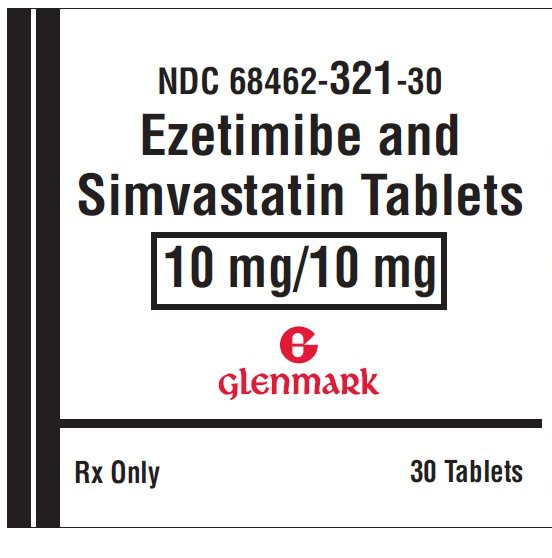 NDC 68462-321-30
Ezetimibe and
Simvastatin Tablets
10 mg/10 mg
Glenmark
Rx Only
30 Tablets